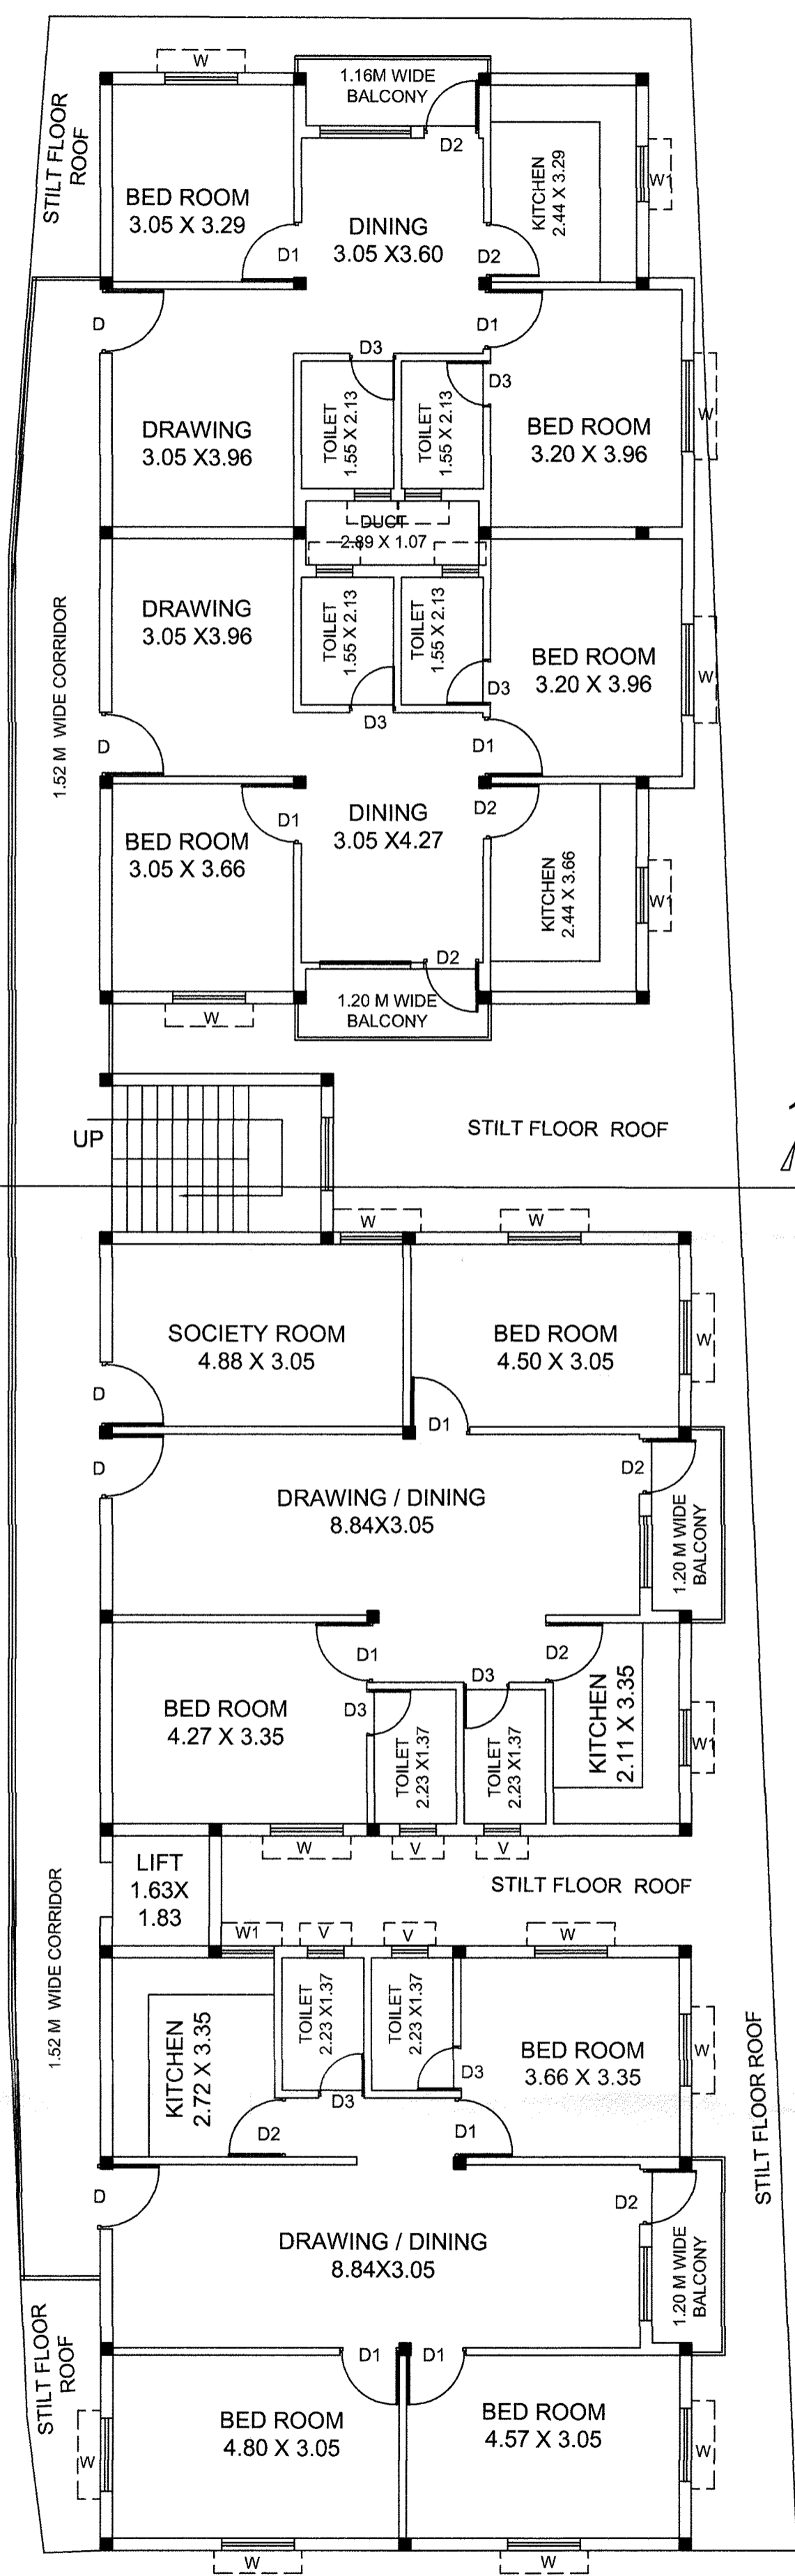 W
1.16M WIDE
BALCONY
D2
STILT FLOOR
ROOF
BED ROOM
3.05 X 3.29
D1
DINING
3.05 X3.60
D2
KITCHEN
2.44 X 3.29
W1
D
D3
D1
D3
DRAWING
3.05 X3.96
TOILET
1.55 X 2.13
TOILET
1.55 X 2.13
BED ROOM
3.20 X 3.96
W
DUCT
2.89 X 1.07
DRAWING
3.05 X3.96
TOILET
1.55 X 2.13
TOILET
1.55 X 2.13
BED ROOM
3.20 X 3.96
W
1.52 M WIDE CORRIDOR
D3
D3
D
D1
D1
DINING
3.05 X4.27
D2
BED ROOM
3.05 X 3.66
KITCHEN
2.44 X 3.66
W1
D2
1.20 M WIDE
BALCONY
W
UP
STILT FLOOR ROOF
W
W
SOCIETY ROOM
4.88 X 3.05
BED ROOM
4.50 X 3.05
W
D
D1
D
D2
DRAWING / DINING
8.84X3.05
1.20 M WIDE
BALCONY
D1
D2
D3
BED ROOM
4.27 X 3.35
D3
TOILET
2.23 X1.37
TOILET
2.23 X1.37
KITCHEN
2.11 X 3.35
W1
W
V
V
LIFT
1.63X
1.83
STILT FLOOR ROOF
1.52 M WIDE CORRIDOR
W1
V
V
W
KITCHEN
2.72 X 3.35
TOILET
2.23 X1.37
TOILET
2.23 X1.37
BED ROOM
3.66 X 3.35
W
D3
D3
D2
D1
STILT FLOOR ROOF
D
D2
DRAWING / DINING
8.84X3.05
1.20 M WIDE
BALCONY
STILT FLOOR
ROOF
D1
D1
BED ROOM
4.80 X 3.05
BED ROOM
4.57 X 3.05
W
W
W
W